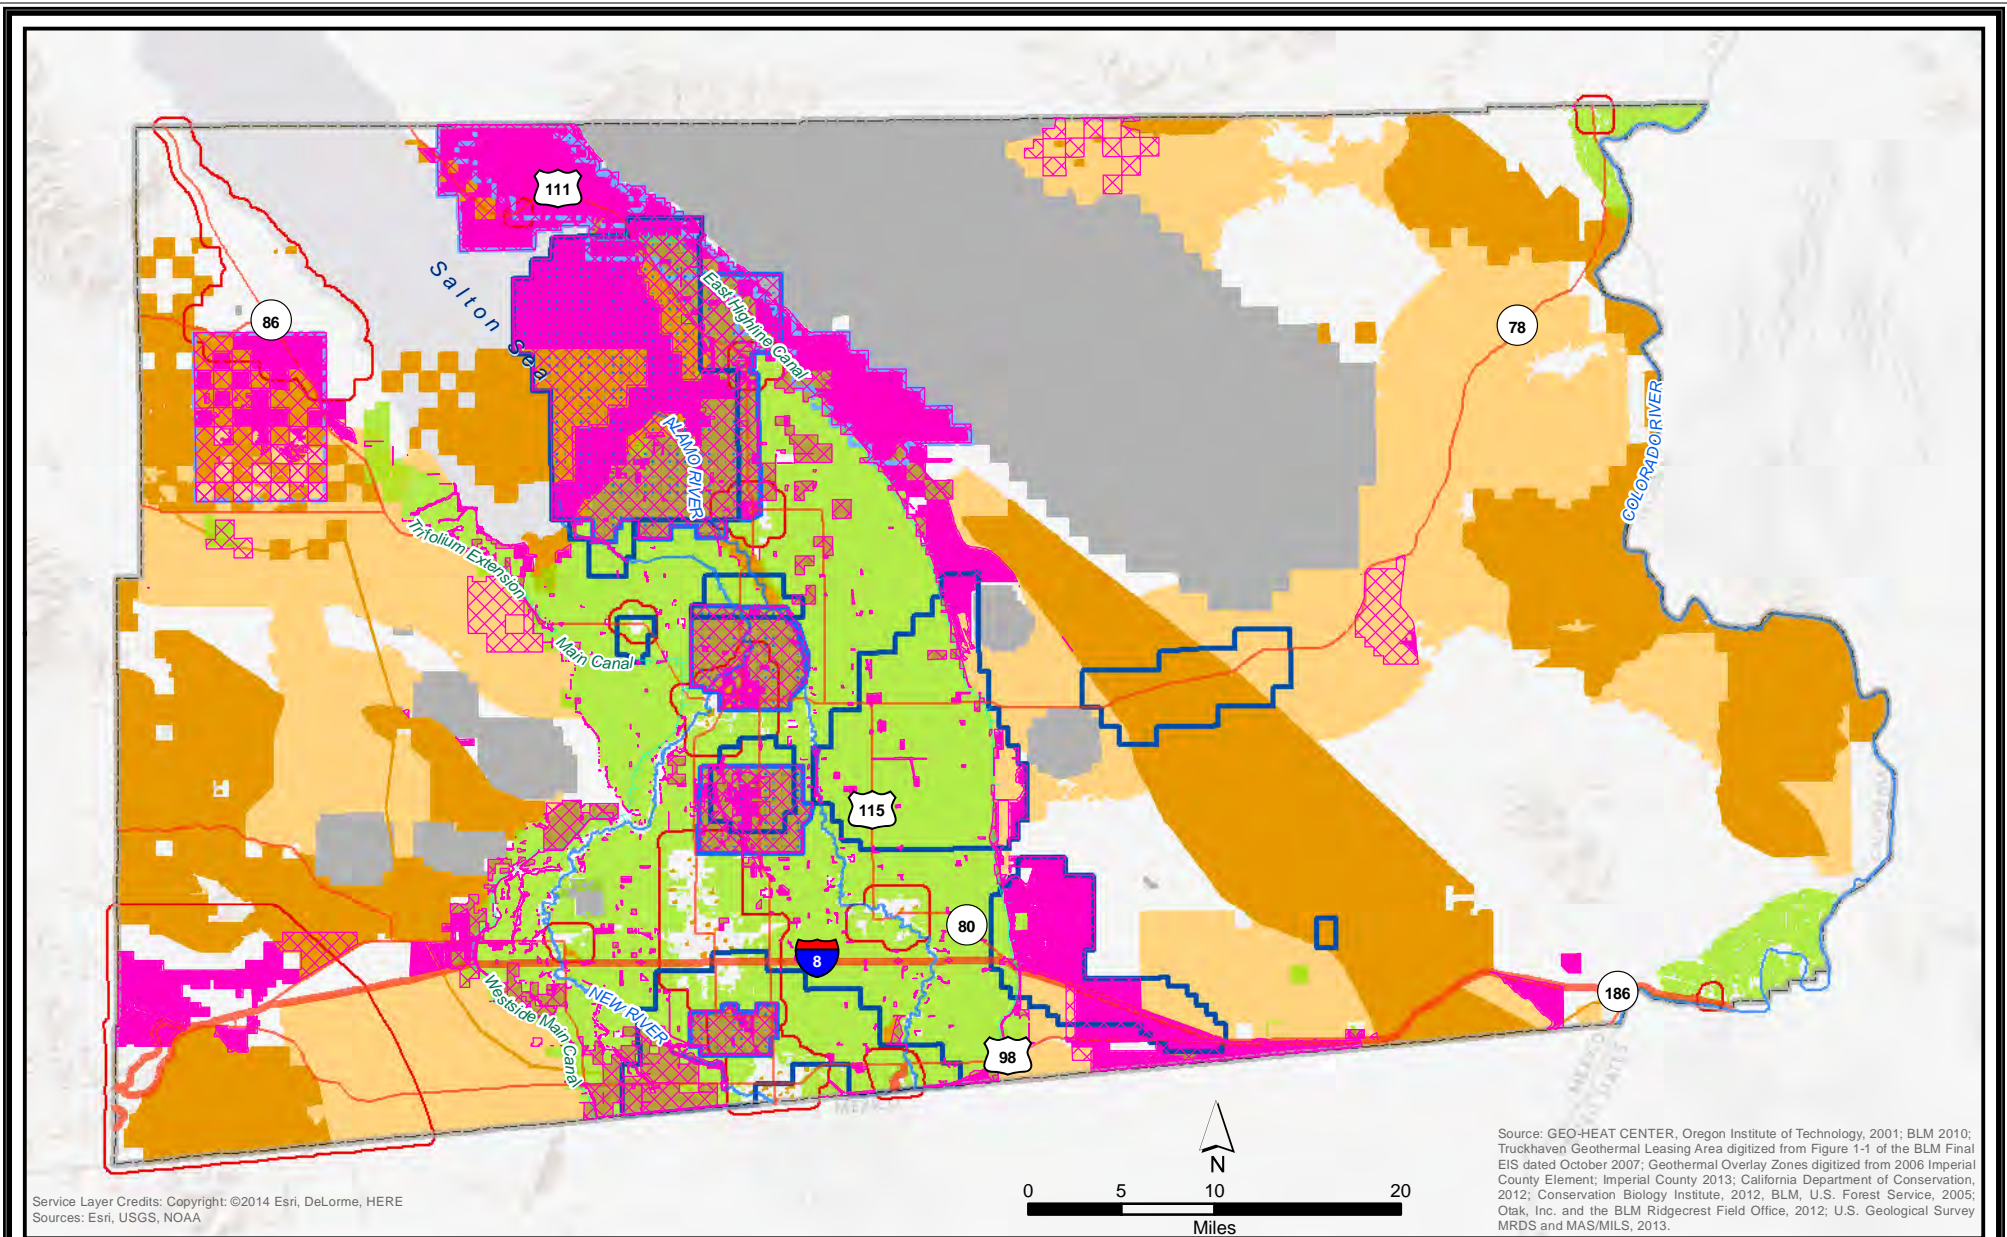 111
86
78
Salton Sea
East Highline Canal
ALAMO RIVER
COLORADO RIVER
Trifolium Extension
Main Canal
115
80
8
NEW RIVER
Westside Main Canal
98
186
MEXICO
N
0 5 10 20
Miles
Service Layer Credits: Copyright: ©2014 Esri, DeLorme, HERE
Sources: Esri, USGS, NOAA
Source: GEO-HEAT CENTER, Oregon Institute of Technology, 2001; BLM 2010;
Truckhaven Geothermal Leasing Area digitized from Figure 1-1 of the BLM Final
EIS dated October 2007; Geothermal Overlay Zones digitized from 2006 Imperial
County Element; Imperial County 2013; California Department of Conservation,
2012; Conservation Biology Institute, 2012, BLM, U.S. Forest Service, 2005;
Otak, Inc. and the BLM Ridgecrest Field Office, 2012; U.S. Geological Survey
MRDS and MAS/MILS, 2013.